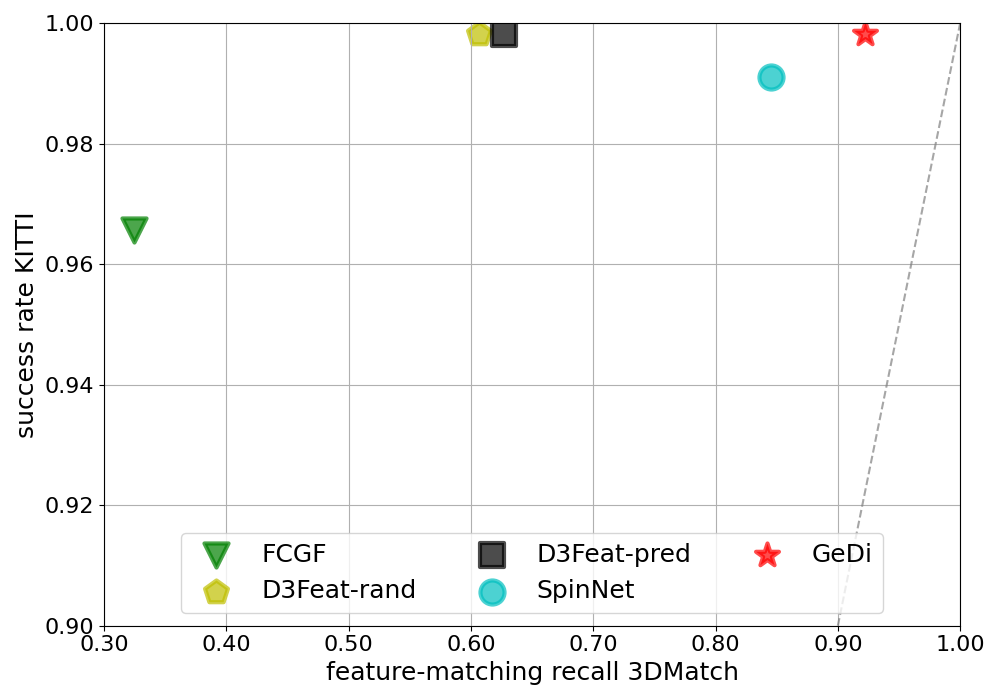 1.00
0.98
0.96
0.94
0.92
0.90
success rate KITTI
FCGF
D3Feat-rand
D3Feat-pred
SpinNet
GeDi
0.30 0.40 0.50 0.60 0.70 0.80 0.90 1.00
feature-matching recall 3DMatch